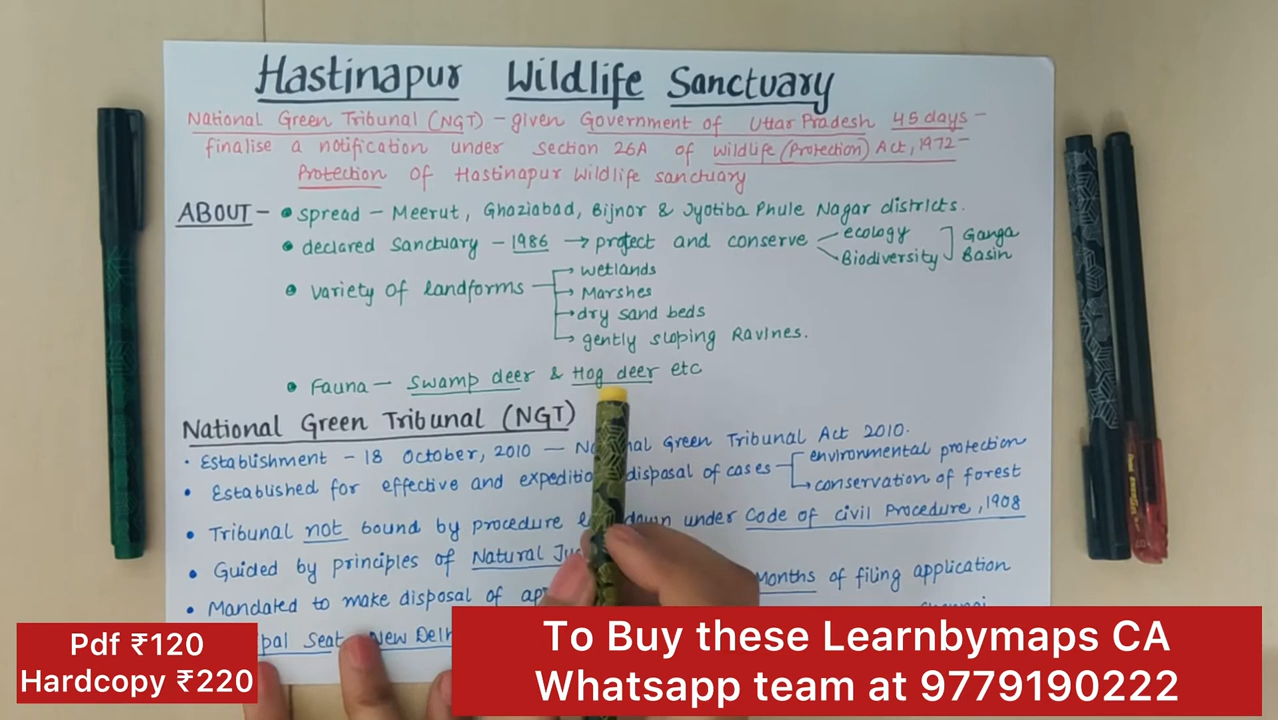 Hastinapur Wildlife Sanctuary
National Green Tribunal (NGT) - given Government of Uttar Pradesh 45 days -
finalise a notification under section 26A of Wildlife (Protection) Act, 1972 -
Protection of Hastinapur Wildlife sanctuary
ABOUT - • spread - Meerut, Ghaziabad, Bijnor & Jyotiba Phule Nagar districts.
• declared Sanctuary - 1986 → protect and conserve ecology Biodiversity Ganga Basin
• variety of landforms → wetlands
→ Marshes
→ dry sand beds
→ gently sloping Ravines.
• Fauna - Swamp deer & Hog deer etc
National Green Tribunal (NGT)
• Establishment - 18 October, 2010 - Green Tribunal Act 2010.
• Established for effective and disposal of cases environmental protection
→ conservation of forest
• Tribunal not bound by procedure under Code of Civil Procedure, 1908
• Guided by principles of Natural
• Mandated to make disposal of Months of filing application
Seat New
Pdf ₹120
Hardcopy ₹220
To Buy these Learnbymaps CA
Whatsapp team at 9779190222